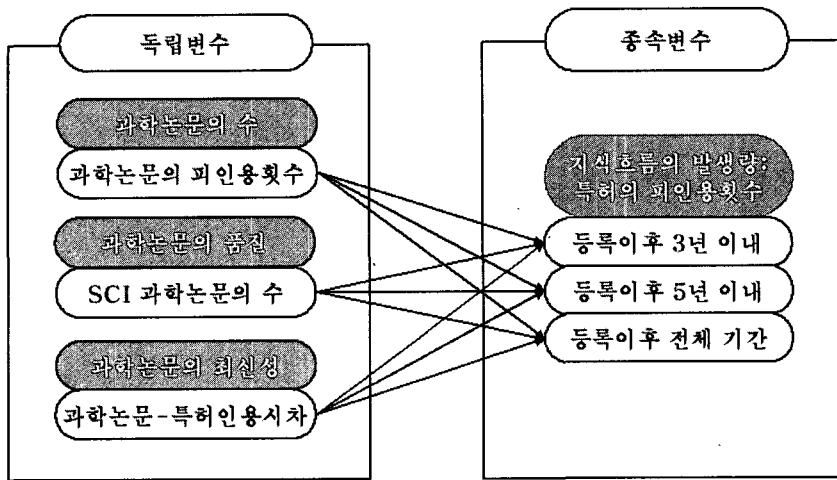 독립변수
과학논문의 수
과학논문의 피인용횟수
과학논문의 품질
SCI 과학논문의 수
과학논문의 최신성
과학논문-특허인용시차
종속변수
지식흐름의 발생량:
특허의 피인용횟수
등록이후 3년 이내
등록이후 5년 이내
등록이후 전체 기간